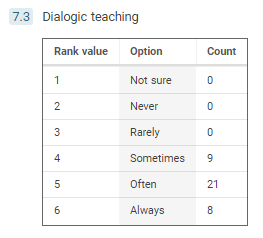 7.3 Dialogic teaching
Rank value Option Count
1 Not sure 0
2 Never 0
3 Rarely 0
4 Sometimes 9
5 Often 21
6 Always 8